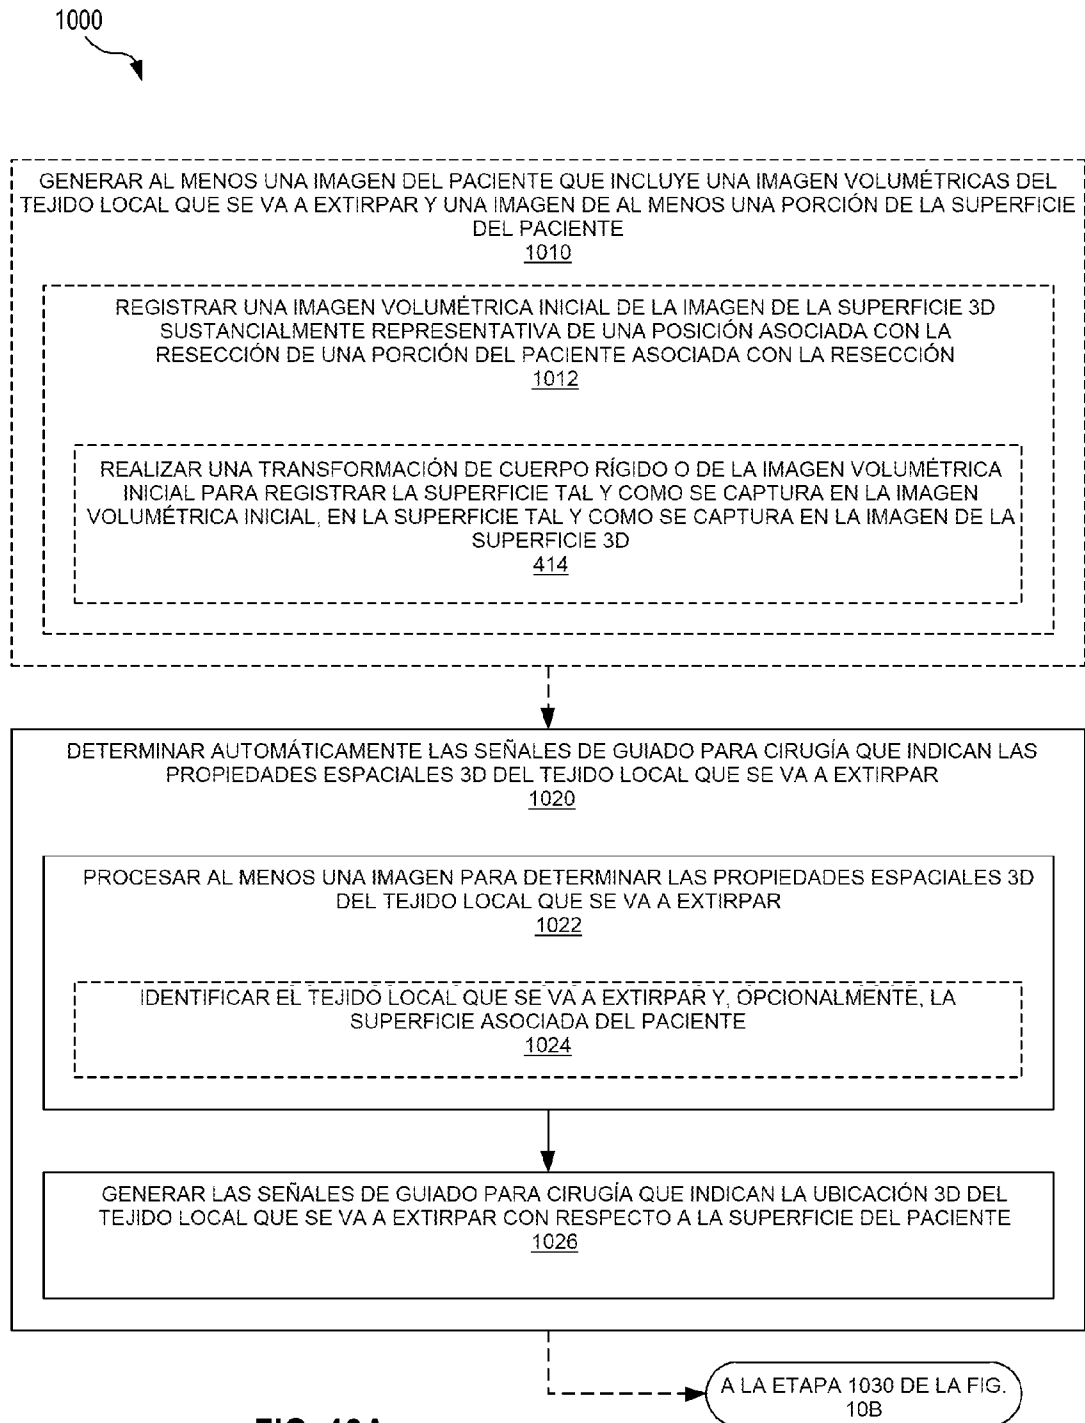 1000
GENERAR AL MENOS UNA IMAGEN DEL PACIENTE QUE INCLUYE UNA IMAGEN VOLUMÉTRICAS DEL
TEJIDO LOCAL QUE SE VA A EXTIRPAR Y UNA IMAGEN DE AL MENOS UNA PORCIÓN DE LA SUPERFICIE
DEL PACIENTE
1010
REGISTRAR UNA IMAGEN VOLUMÉTRICA INICIAL DE LA IMAGEN DE LA SUPERFICIE 3D
SUSTANCIALMENTE REPRESENTATIVA DE UNA POSICIÓN ASOCIADA CON LA
RESECCIÓN DE UNA PORCIÓN DEL PACIENTE ASOCIADA CON LA RESECCIÓN
1012
REALIZAR UNA TRANSFORMACIÓN DE CUERPO RÍGIDO O DE LA IMAGEN VOLUMÉTRICA
INICIAL PARA REGISTRAR LA SUPERFICIE TAL Y COMO SE CAPTURA EN LA IMAGEN
VOLUMÉTRICA INICIAL, EN LA SUPERFICIE TAL Y COMO SE CAPTURA EN LA IMAGEN DE LA
SUPERFICIE 3D
414
DETERMINAR AUTOMÁTICAMENTE LAS SEÑALES DE GUIADO PARA CIRUGÍA QUE INDICAN LAS
PROPIEDADES ESPACIALES 3D DEL TEJIDO LOCAL QUE SE VA A EXTIRPAR
1020
PROCESAR AL MENOS UNA IMAGEN PARA DETERMINAR LAS PROPIEDADES ESPACIALES 3D
DEL TEJIDO LOCAL QUE SE VA A EXTIRPAR
1022
IDENTIFICAR EL TEJIDO LOCAL QUE SE VA A EXTIRPAR Y, OPCIONALMENTE, LA
SUPERFICIE ASOCIADA DEL PACIENTE
1024
GENERAR LAS SEÑALES DE GUIADO PARA CIRUGÍA QUE INDICAN LA UBICACIÓN 3D DEL
TEJIDO LOCAL QUE SE VA A EXTIRPAR CON RESPECTO A LA SUPERFICIE DEL PACIENTE
1026
A LA ETAPA 1030 DE LA FIG.
10B
FIG. 10A